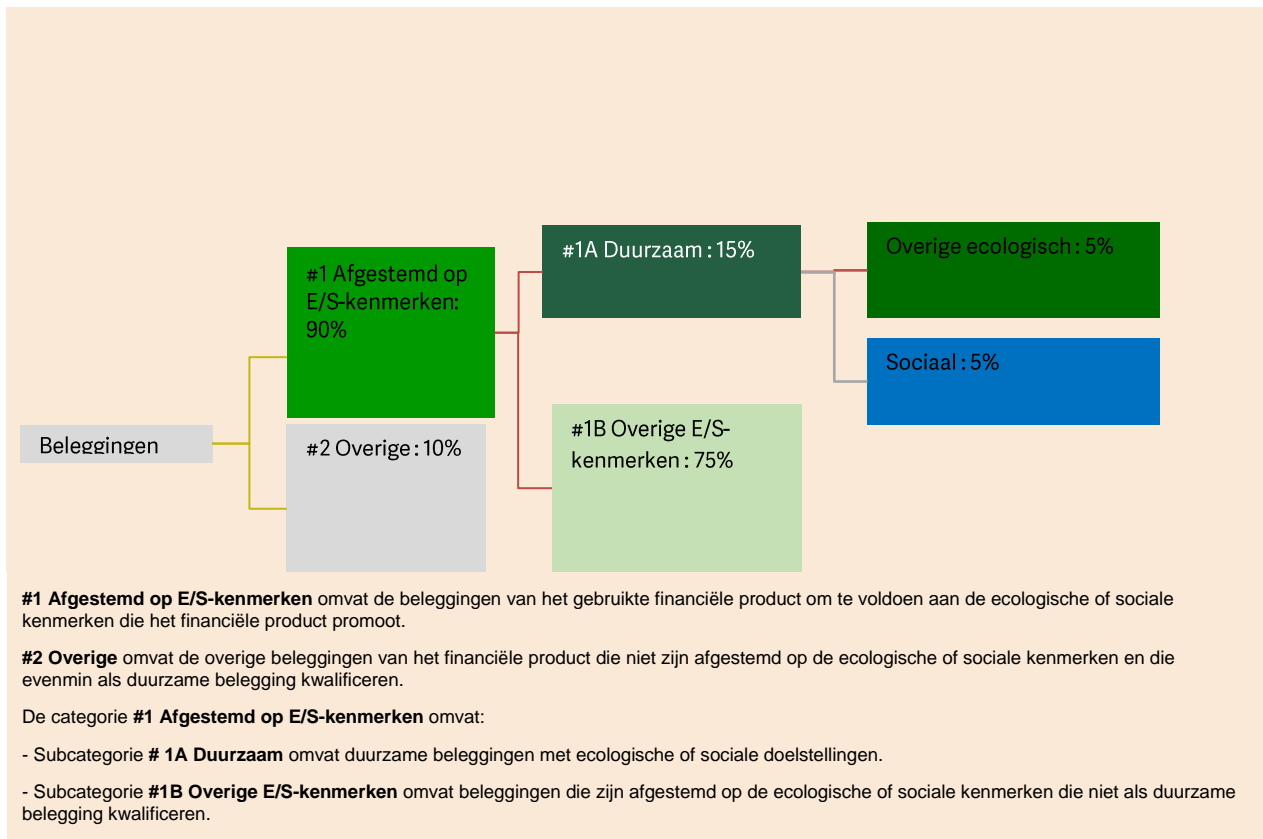 #1A Duurzaam : 15%
Overige ecologisch : 5%
#1 Afgestemd op
E/S-kenmerken:
90%
Sociaal : 5%
#1B Overige E/S-
kenmerken : 75%
Beleggingen
#2 Overige : 10%
#1 Afgestemd op E/S-kenmerken omvat de beleggingen van het gebruikte financiële product om te voldoen aan de ecologische of sociale
kenmerken die het financiële product promoot.
#2 Overige omvat de overige beleggingen van het financiële product die niet zijn afgestemd op de ecologische of sociale kenmerken en die
evenmin als duurzame belegging kwalificeren.
De categorie #1 Afgestemd op E/S-kenmerken omvat:
- Subcategorie # 1A Duurzaam omvat duurzame beleggingen met ecologische of sociale doelstellingen.
- Subcategorie #1B Overige E/S-kenmerken omvat beleggingen die zijn afgestemd op de ecologische of sociale kenmerken die niet als duurzame
belegging kwalificeren.